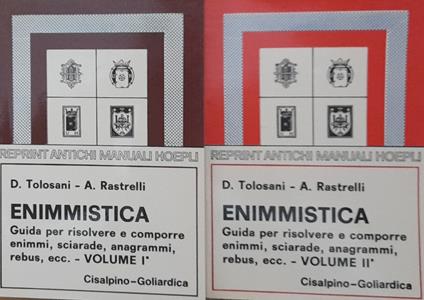 REPRINT ANTICHI MANUALI HOEPLI
D. Tolosani - A. Rastrelli
ENIMMISTICA
Guida per risolvere e comporre
enimmi, sciarade, anagrammi,
rebus, ecc. - VOLUME I°
Cisalpino-Goliardica
REPRINT ANTICHI MANUALI HOEPLI
D. Tolosani - A. Rastrelli
ENIMMISTICA
Guida per risolvere e comporre
enimmi, sciarade, anagrammi,
rebus, ecc. - VOLUME II°
Cisalpino-Goliardica